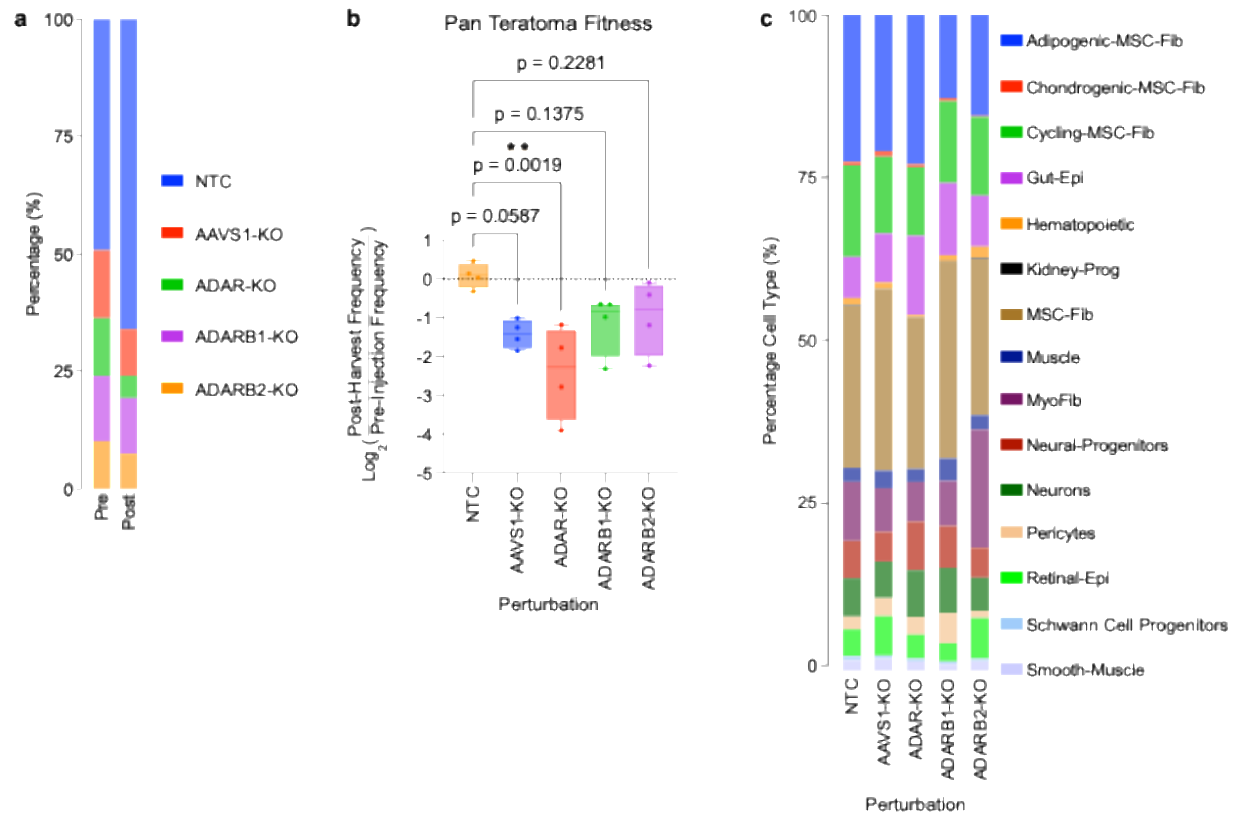 a
100
75
50
25
0
Percentage (%)
Pre
Post
NTC
AAVS1-KO
ADAR-KO
ADARB1-KO
ADARB2-KO
b
Pan Teratoma Fitness
p = 0.2281
p = 0.1375
**
p = 0.0019
p = 0.0587
1
0
-1
-2
-3
-4
-5
Log2(Post-Harvest Frequency
Pre-Injection Frequency)
NTC
AAVS1-KO
ADAR-KO
ADARB1-KO
ADARB2-KO
Perturbation
c
100
75
50
25
0
Percentage Cell Type (%)
NTC
AAVS1-KO
ADAR-KO
ADARB1-KO
ADARB2-KO
Perturbation
Adipogenic-MSC-Fib
Chondrogenic-MSC-Fib
Cycling-MSC-Fib
Gut-Epi
Hematopoietic
Kidney-Prog
MSC-Fib
Muscle
MyoFib
Neural-Progenitors
Neurons
Pericytes
Retinal-Epi
Schwann Cell Progenitors
Smooth-Muscle